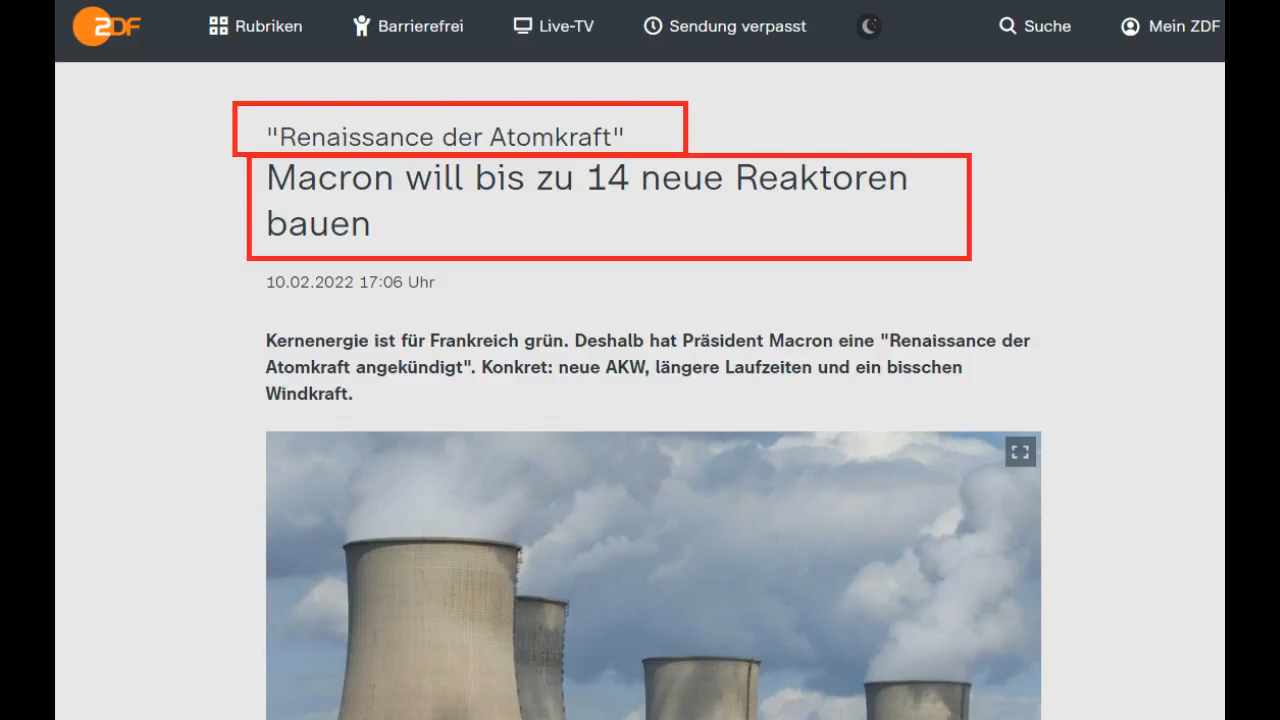 ZDF Rubriken Barrierefrei Live-TV Sendung verpasst Suche Mein ZDF
"Renaissance der Atomkraft"
Macron will bis zu 14 neue Reaktoren
bauen
10.02.2022 17:06 Uhr
Kernenergie ist für Frankreich grün. Deshalb hat Präsident Macron eine "Renaissance der
Atomkraft angekündigt". Konkret: neue AKW, längere Laufzeiten und ein bisschen
Windkraft.